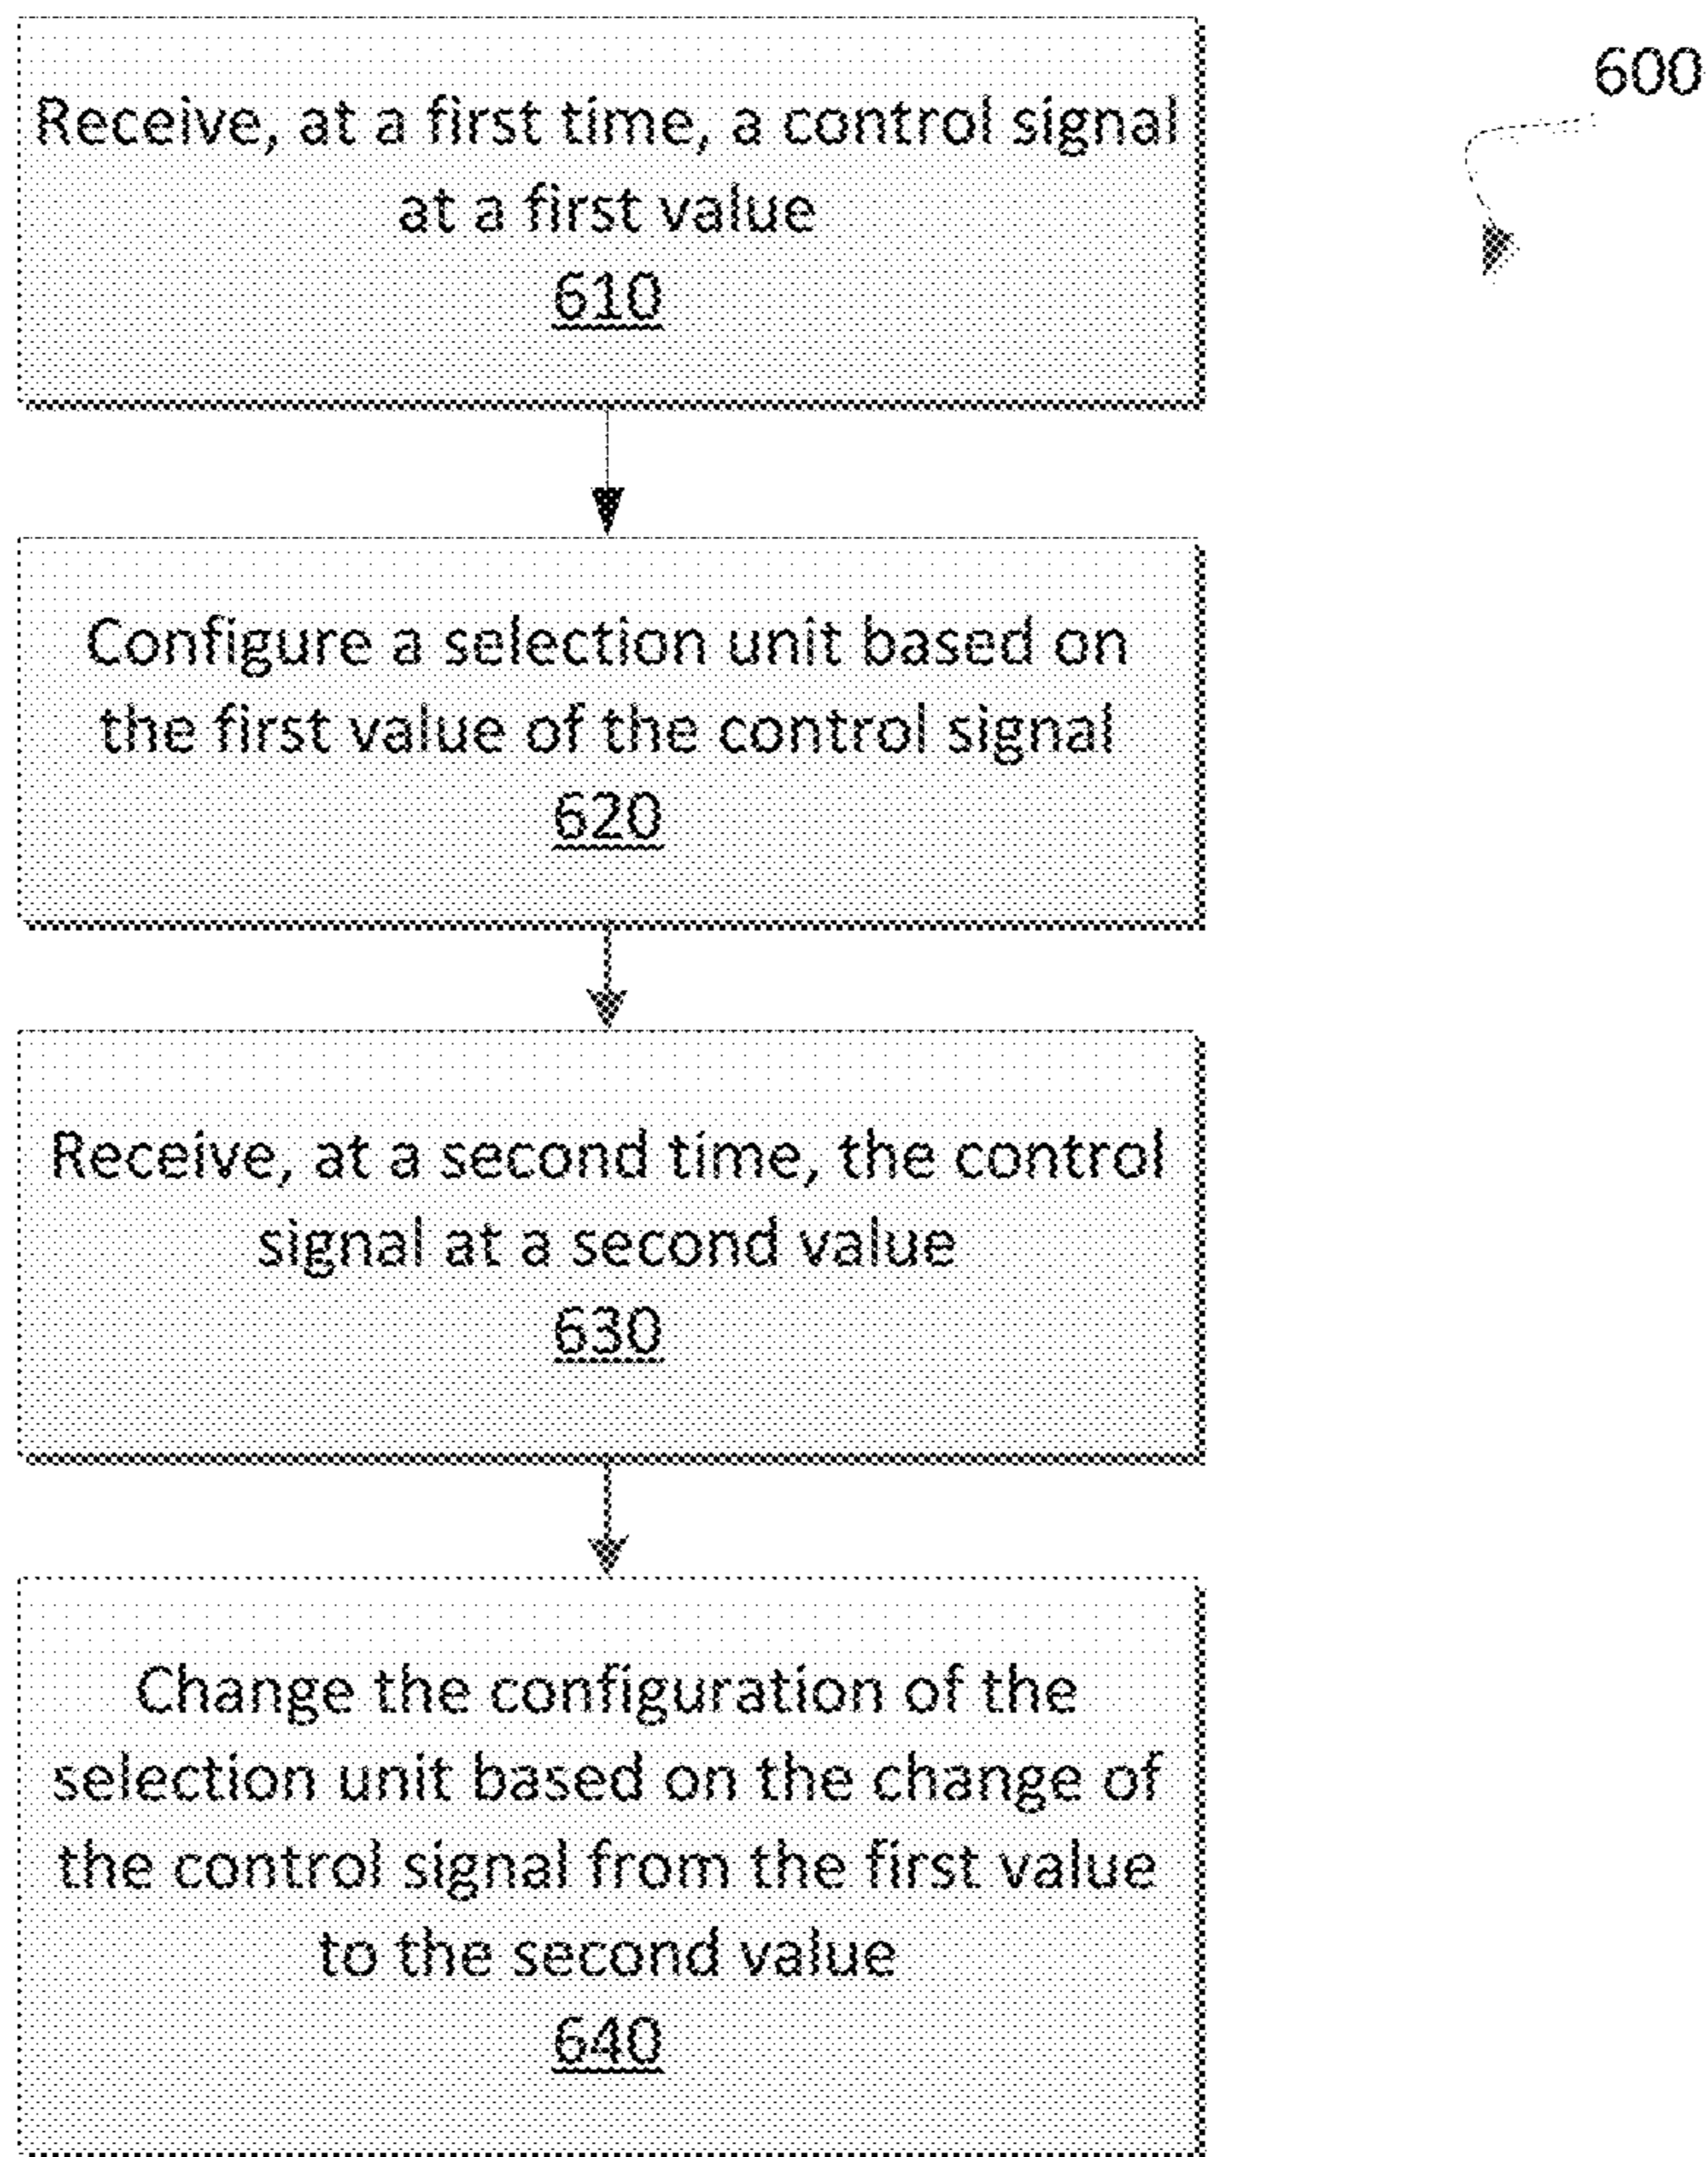 600
Receive, at a first time, a control signal
at a first value
610
Configure a selection unit based on
the first value of the control signal
620
Receive, at a second time, the control
signal at a second value
630
Change the configuration of the
selection unit based on the change of
the control signal from the first value
to the second value
640